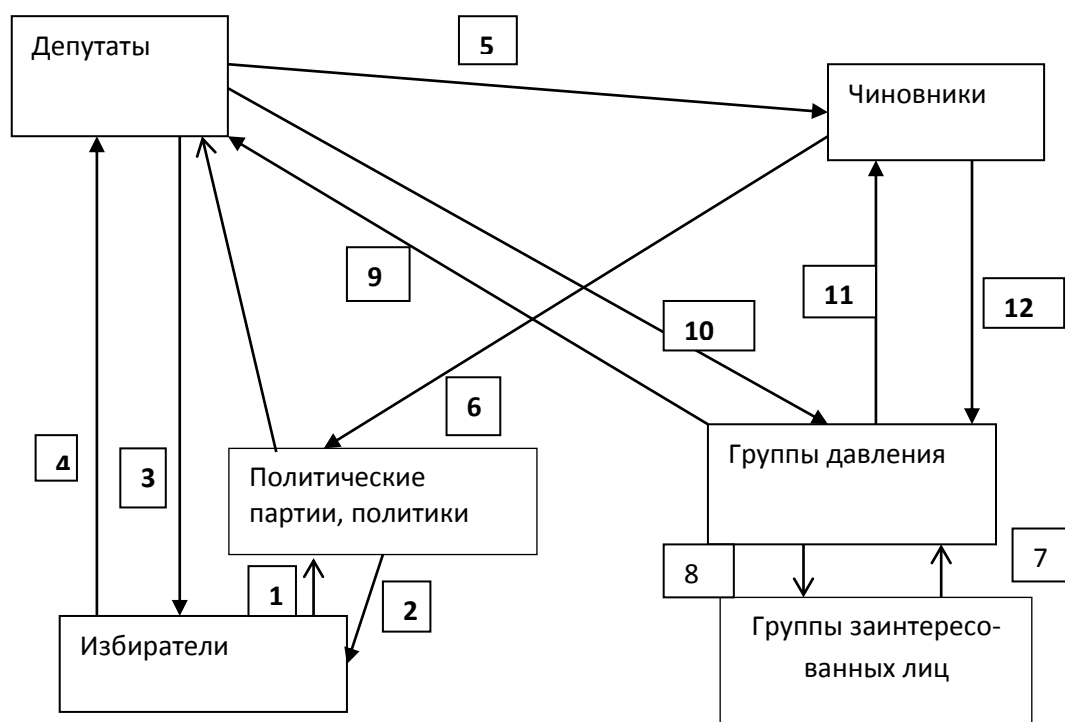 Депутаты
5
Чиновники
9
11
12
10
6
4
3
Политические
партии, политики
Группы давления
1
2
8
7
Избиратели
Группы заинтересо-
ванных лиц